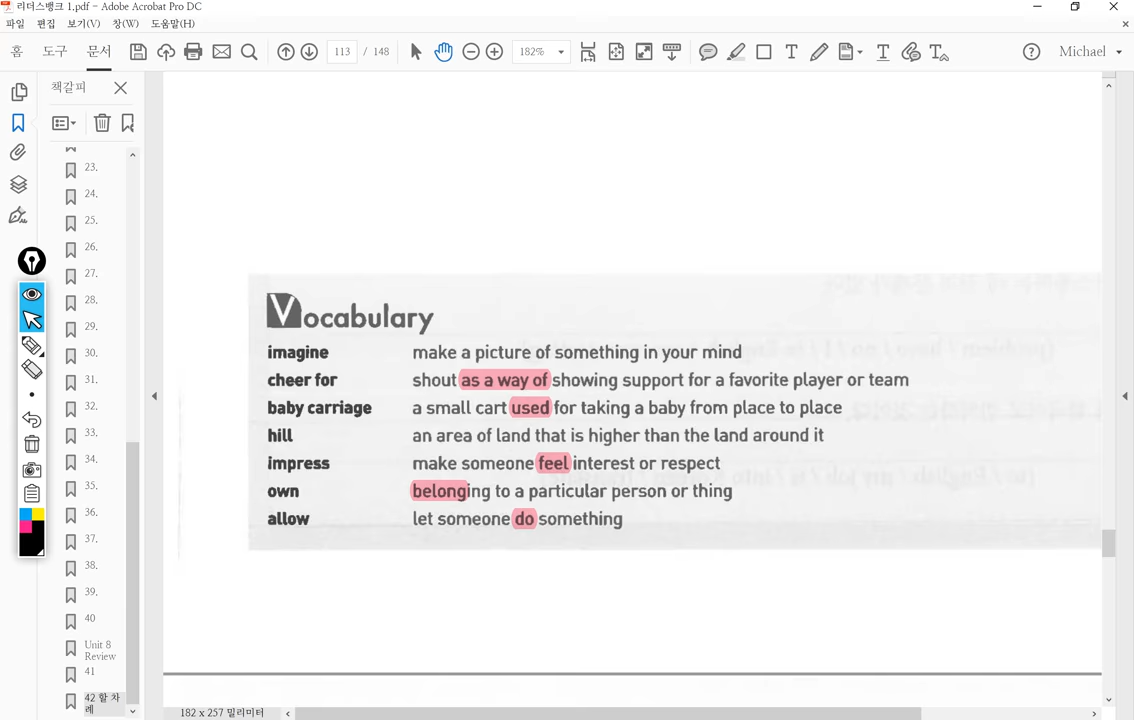 리더스뱅크 1.pdf - Adobe Acrobat Pro DC
파일 편집 보기(V) 창(W) 도움말(H)
홈 도구 문서 113 / 148 182% Michael
책갈피
23.
24.
25.
26.
27.
28.
29.
30.
31.
32.
33.
34.
35.
36.
37.
38.
39.
40
Unit 8
Review
41
42 할 차
례
Vocabulary
imagine make a picture of something in your mind
cheer for shout as a way of showing support for a favorite player or team
baby carriage a small cart used for taking a baby from place to place
hill an area of land that is higher than the land around it
impress make someone feel interest or respect
own belonging to a particular person or thing
allow let someone do something
182 x 257 밀리미터